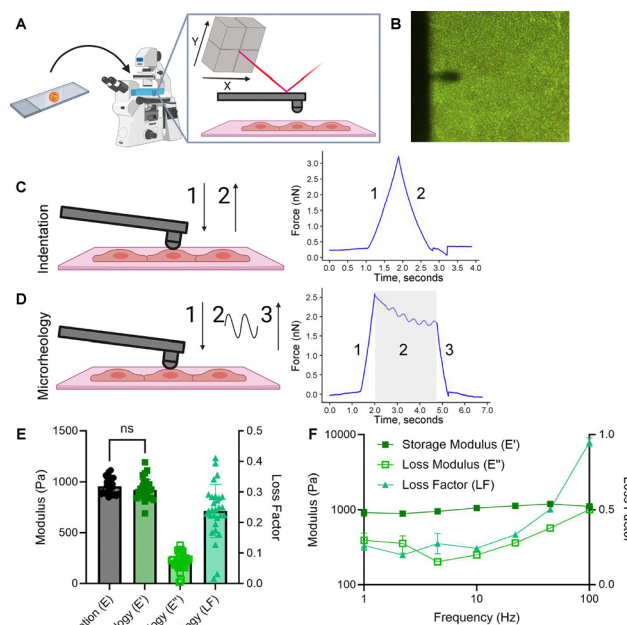 A
B
Y
X
C
Indentation
1
2
Force (nN)
3.0
2.5
2.0
1.5
1.0
0.5
0.0
1
2
0.0 0.5 1.0 1.5 2.0 2.5 3.0 3.5 4.0
Time, seconds
D
Microrheology
1
2
3
Force (nN)
2.5
2.0
1.5
1.0
0.5
0.0
1
2
3
0.0 1.0 2.0 3.0 4.0 5.0 6.0 7.0
Time, seconds
E
Modulus (Pa)
1500
1000
500
0
ns
0.5
0.4
0.3
0.2
0.1
0.0
Loss Factor
(E)
(E')
(E'')
(LF)
F
Modulus (Pa)
10000
1000
100
Storage Modulus (E')
Loss Modulus (E'')
Loss Factor (LF)
1.0
0.5
0.0
1 10 100
Frequency (Hz)